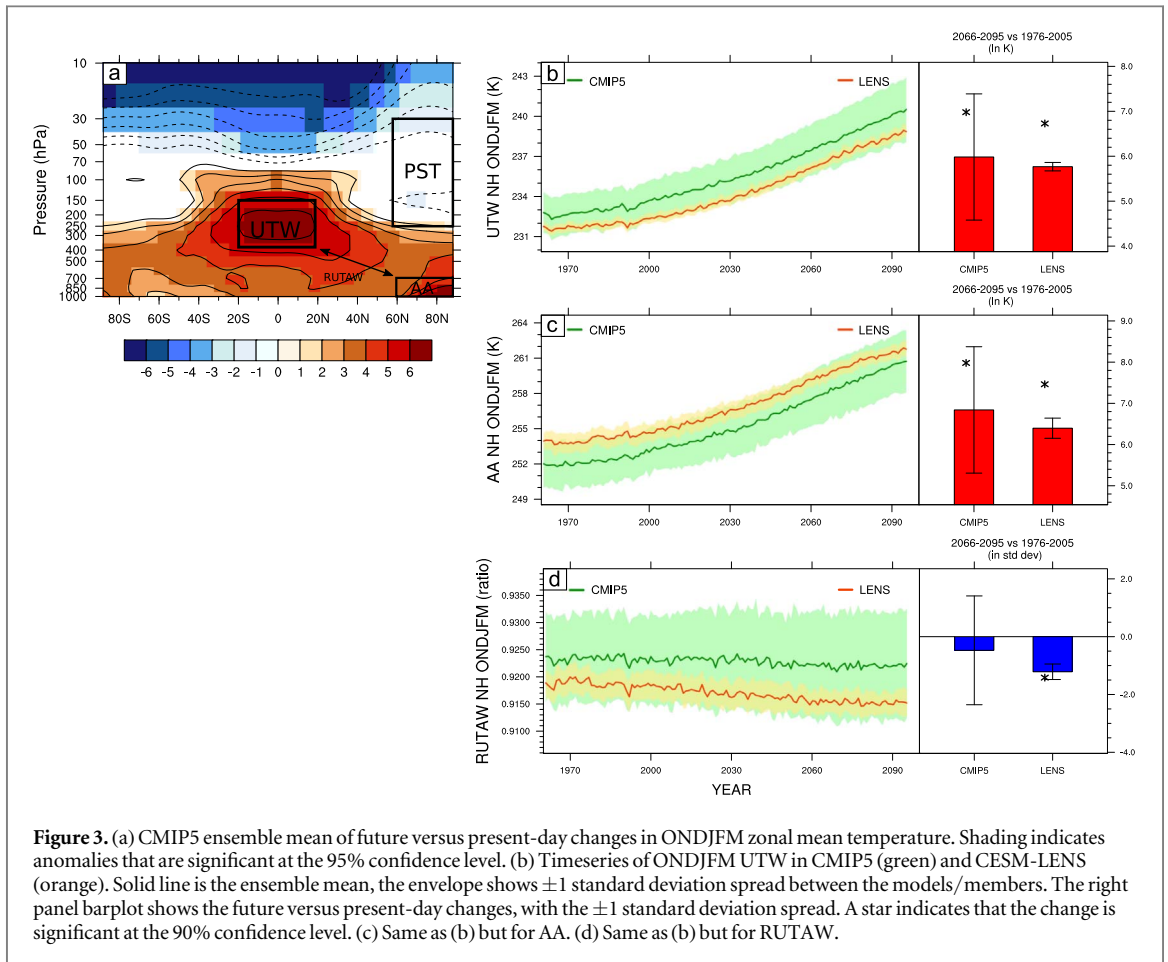 a
10
30
50
70
100
150
200
250
300
400
500
700
850
1000
Pressure (hPa)
PST
UTW
RUTAW
AA
80S 60S 40S 20S 0 20N 40N 60N 80N
-6 -5 -4 -3 -2 -1 0 1 2 3 4 5 6
2066-2095 vs 1976-2005
(In K)
b
CMIP5 LENS
UTW NH ONDJFM (K)
243
240
237
234
231
1970 2000 2030 2060 2090
8.0
7.0
6.0
5.0
4.0
* *
CMIP5 LENS
2066-2095 vs 1976-2005
(In K)
c
CMIP5 LENS
AA NH ONDJFM (K)
264
261
258
255
252
249
1970 2000 2030 2060 2090
9.0
8.0
7.0
6.0
5.0
* *
CMIP5 LENS
2066-2095 vs 1976-2005
(in std dev)
d
CMIP5 LENS
RUTAW NH ONDJFM (ratio)
0.9350
0.9300
0.9250
0.9200
0.9150
0.9100
1970 2000 2030 2060 2090
YEAR
2.0
0.0
-2.0
-4.0
*
CMIP5 LENS
Figure 3. (a) CMIP5 ensemble mean of future versus present-day changes in ONDJFM zonal mean temperature. Shading indicates
anomalies that are significant at the 95% confidence level. (b) Timeseries of ONDJFM UTW in CMIP5 (green) and CESM-LENS
(orange). Solid line is the ensemble mean, the envelope shows ±1 standard deviation spread between the models/members. The right
panel barplot shows the future versus present-day changes, with the ±1 standard deviation spread. A star indicates that the change is
significant at the 90% confidence level. (c) Same as (b) but for AA. (d) Same as (b) but for RUTAW.